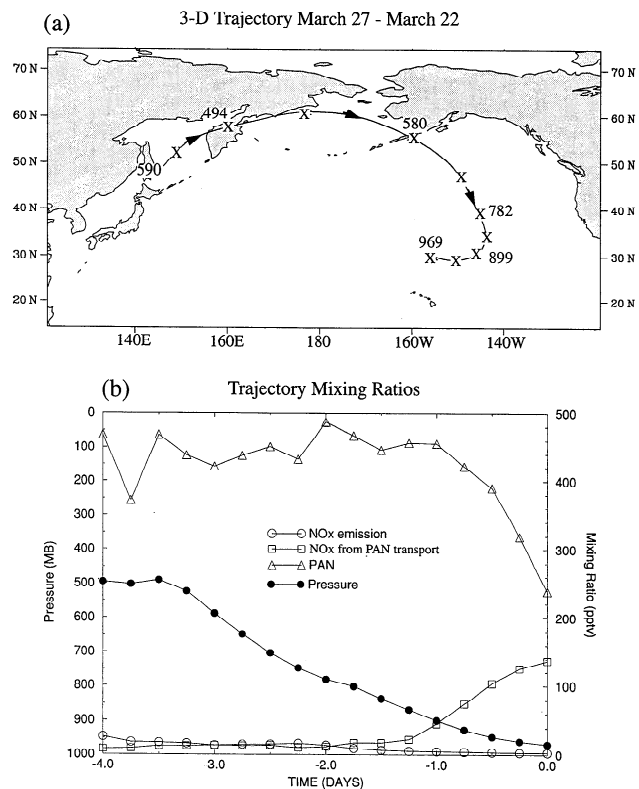 (a) 3-D Trajectory March 27 - March 22
70 N 70 N
60 N 60 N
50 N 50 N
40 N 40 N
30 N 30 N
20 N 20 N
494
590
580
782
969
899
X X X X X X X X X X
140E 160E 180 160W 140W
(b) Trajectory Mixing Ratios
0 500
100
200 400
300
400 300
500
600 200
700
800 100
900
1000 0
Pressure (MB)
Mixing Ratio (pptv)
NOx emission
NOx from PAN transport
PAN
Pressure
-4.0 3.0 -2.0 -1.0 0.0
TIME (DAYS)